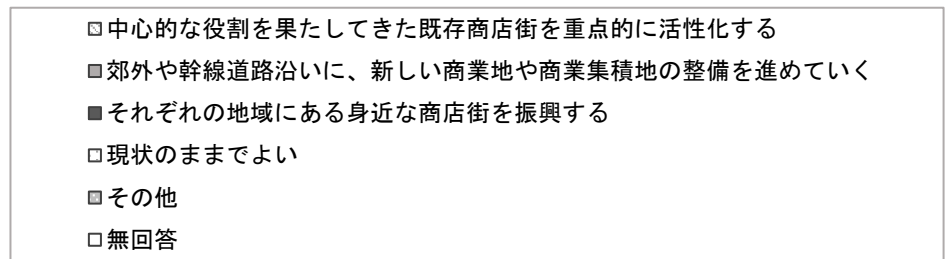 中心的な役割を果たしてきた既存商店街を重点的に活性化する
郊外や幹線道路沿いに、新しい商業地や商業集積地の整備を進めていく
それぞれの地域にある身近な商店街を振興する
現状のままでよい
その他
無回答